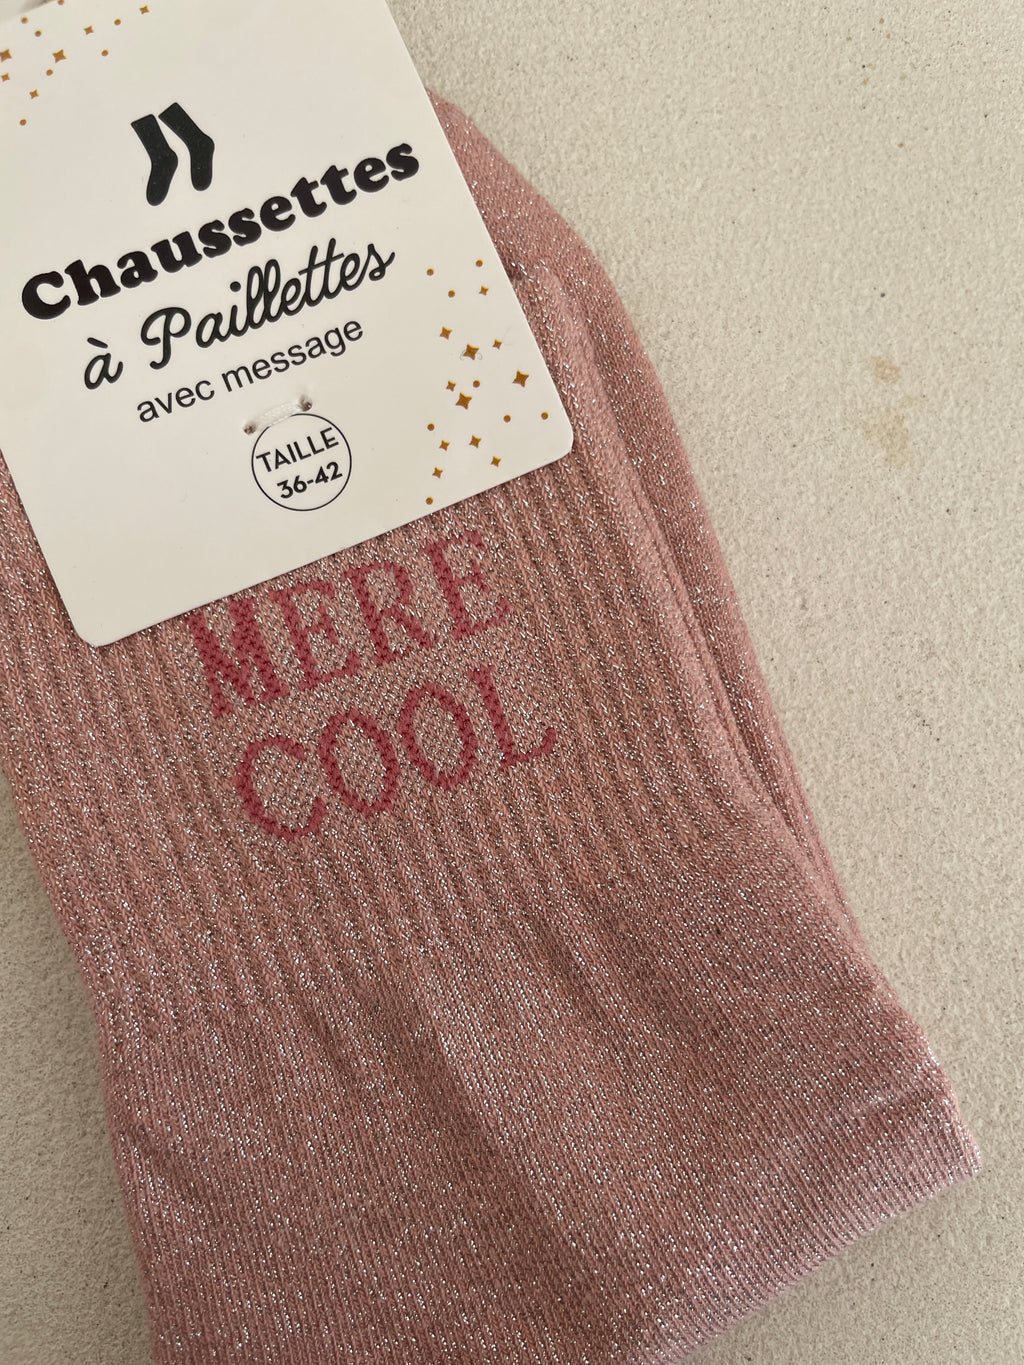 Chaussettes
à Paillettes
avec message
TAILLE
36-42
MERE
COOL